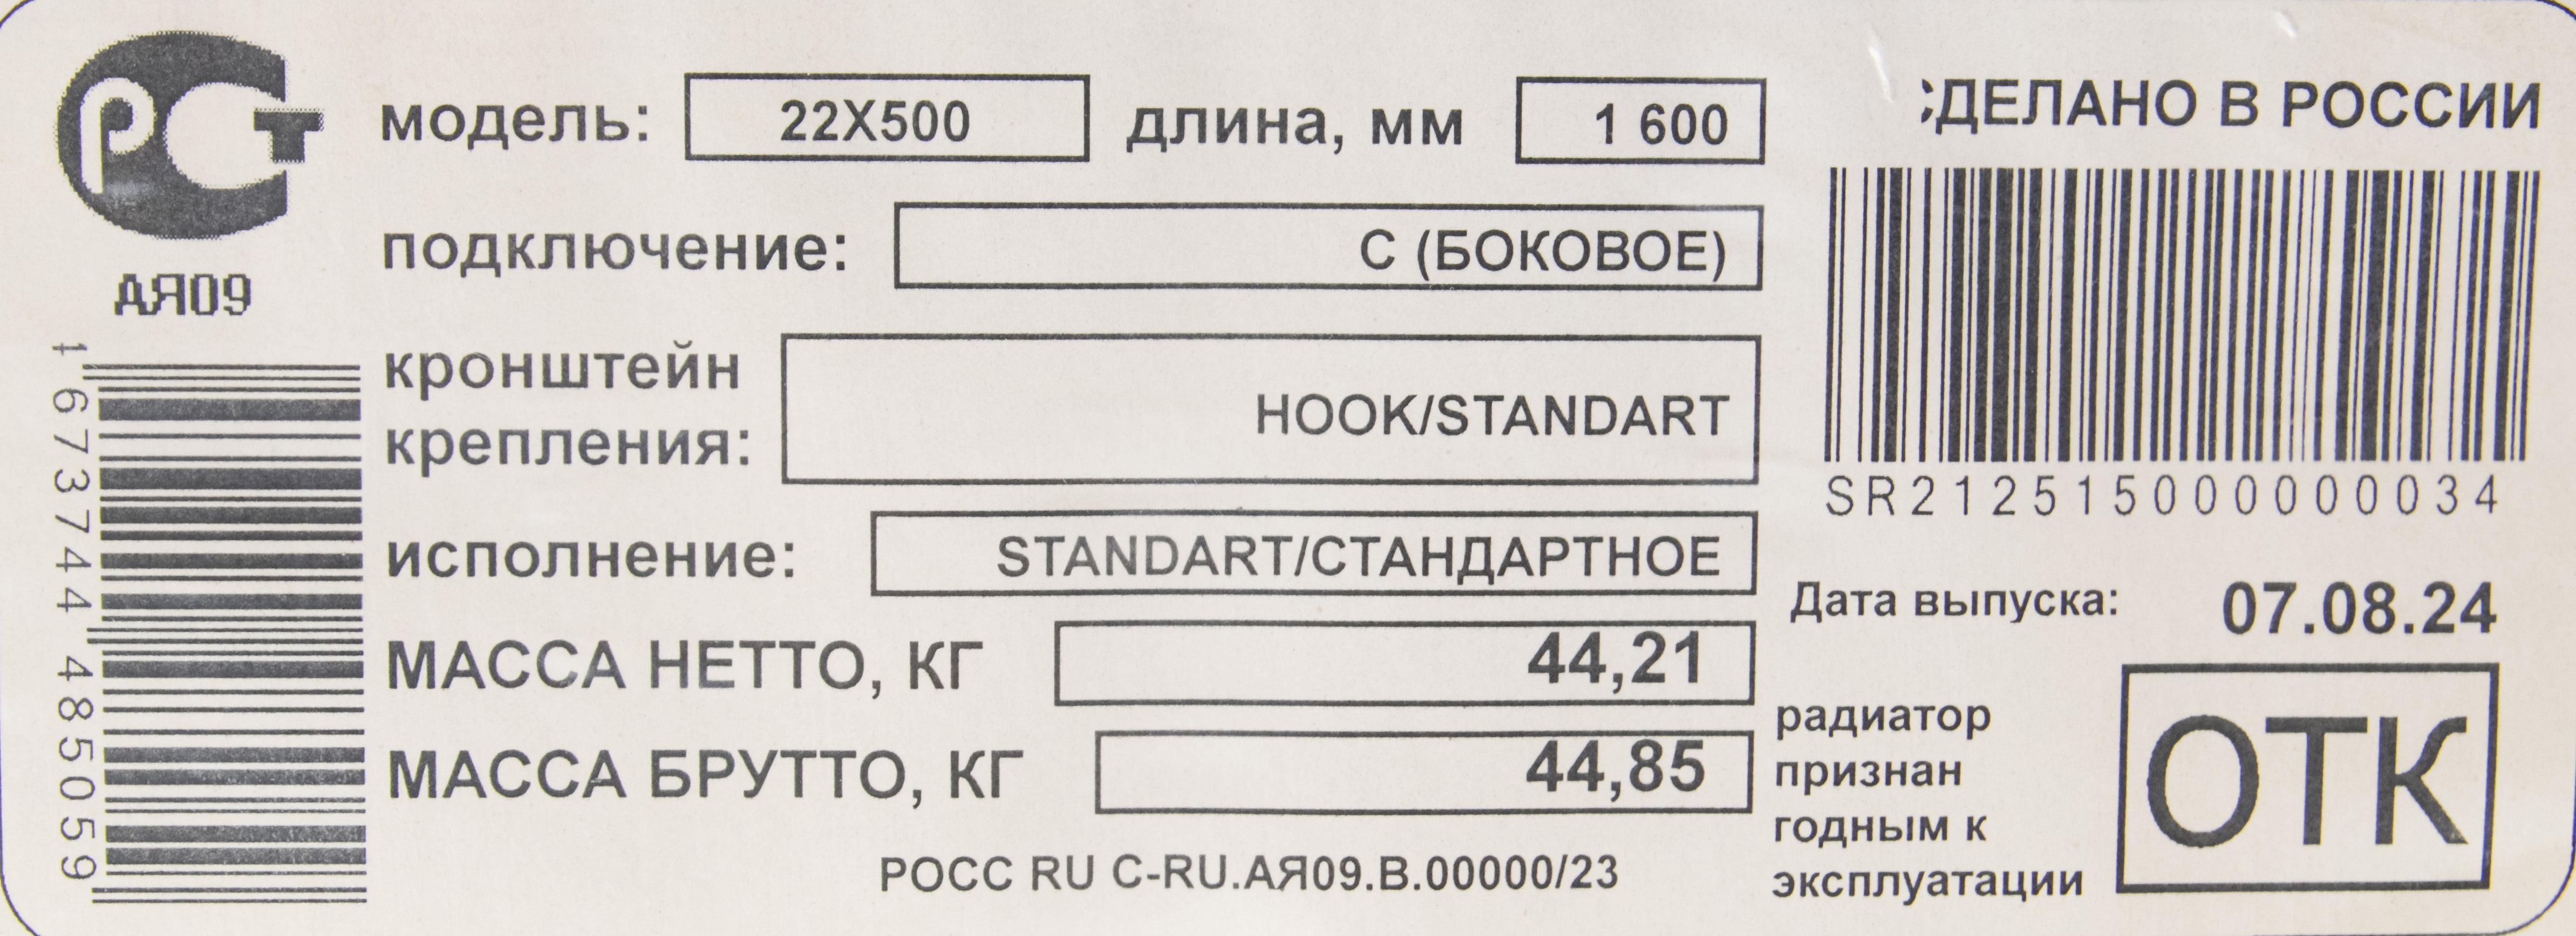 РСТ
АЯ09
1 673744 485059
модель: 22X500 длина, мм 1 600
подключение: С (БОКОВОЕ)
кронштейн
крепления: HOOK/STANDART
исполнение: STANDART/СТАНДАРТНОЕ
МАССА НЕТТО, КГ 44,21
МАССА БРУТТО, КГ 44,85
РОСС RU C-RU.АЯ09.В.00000/23
СДЕЛАНО В РОССИИ
SR212515000000034
Дата выпуска: 07.08.24
радиатор
признан
годным к
эксплуатации
ОТК